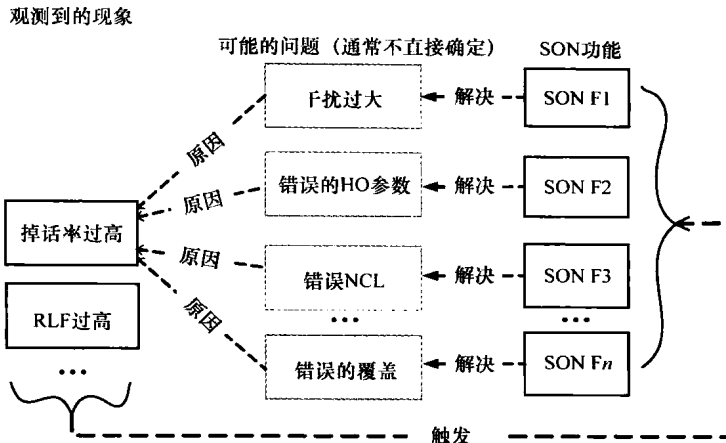 观测到的现象
可能的问题（通常不直接确定）
SON功能
干扰过大
解决
SON F1
原因
错误的HO参数
解决
SON F2
原因
掉话率过高
原因
错误NCL
解决
SON F3
原因
RLF过高
...
...
错误的覆盖
解决
SON Fn
...
触发